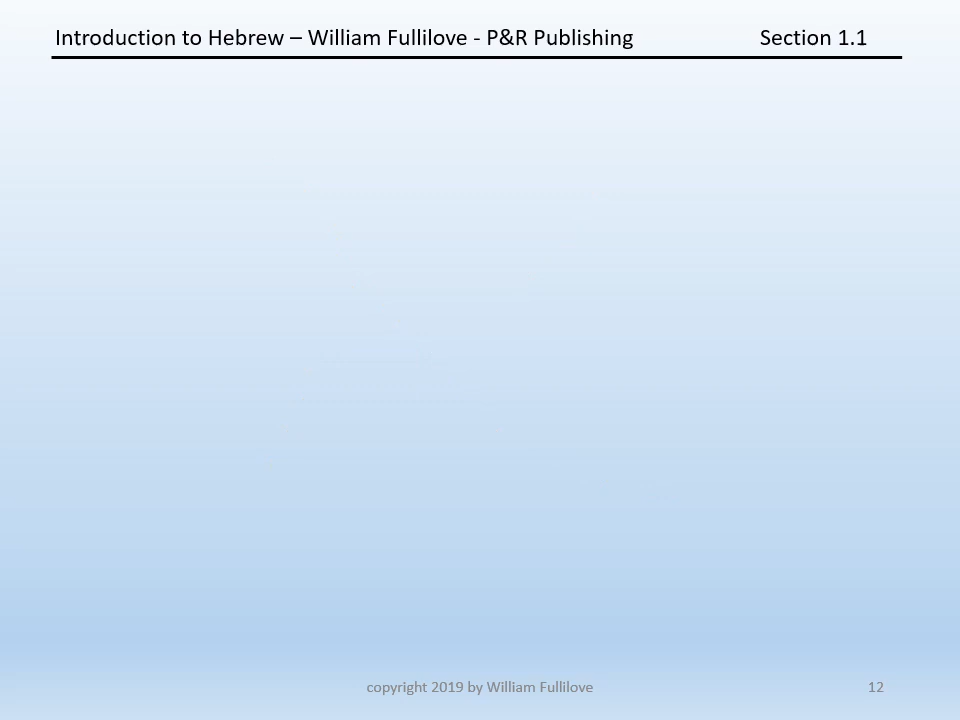 Introduction to Hebrew – William Fullilove - P&R Publishing Section 1.1
copyright 2019 by William Fullilove 12